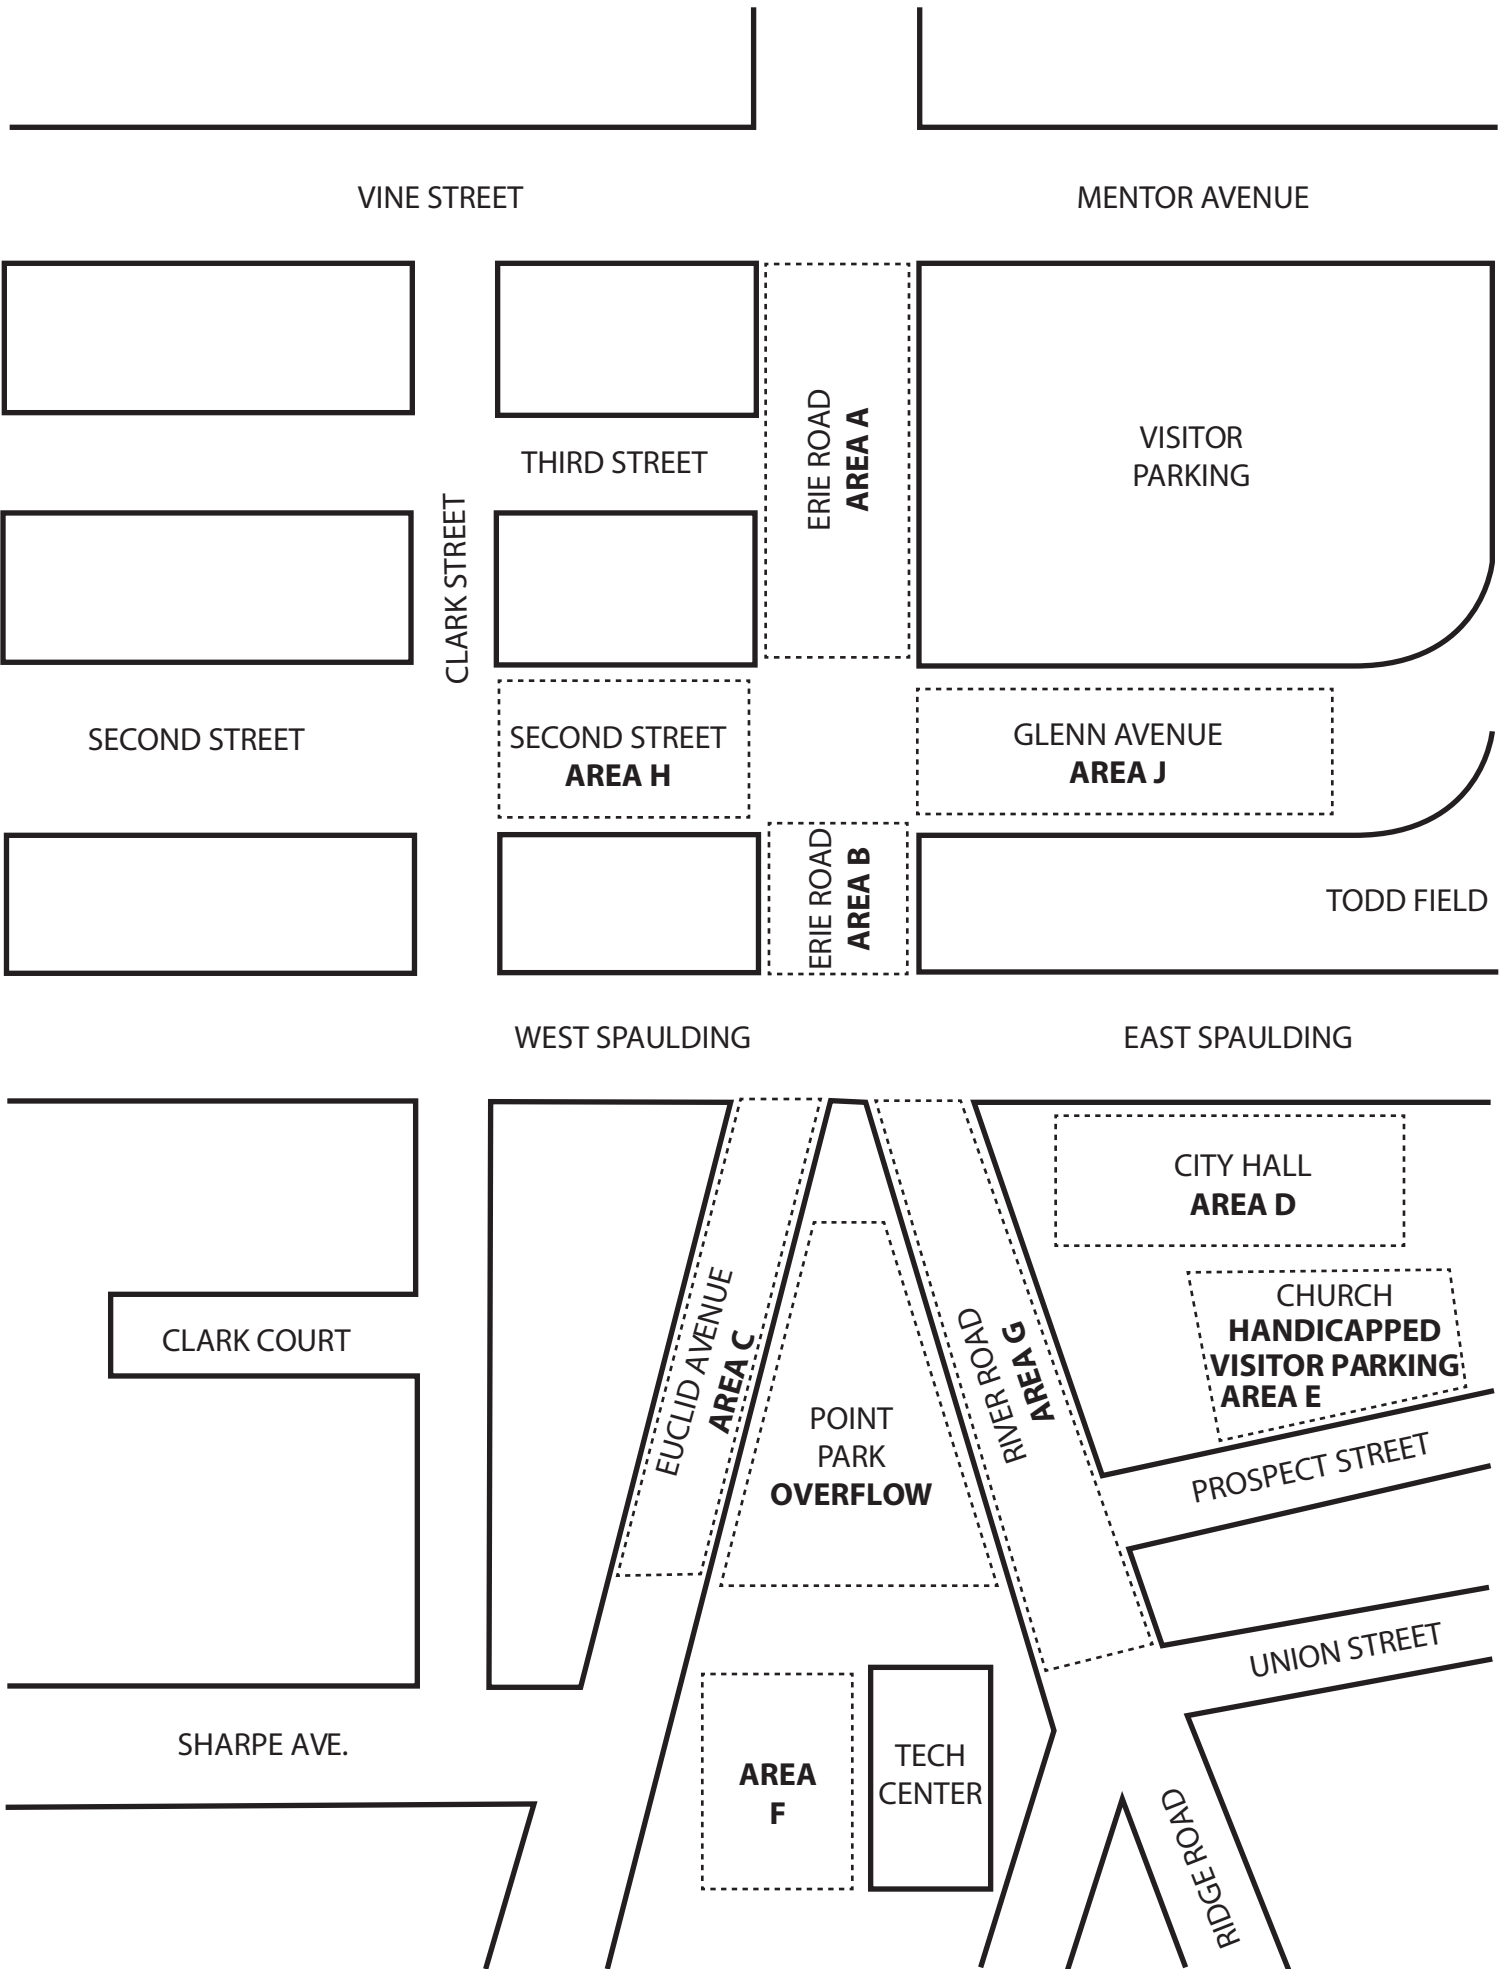 VINE STREET
MENTOR AVENUE
ERIE ROAD
AREA A
VISITOR
PARKING
THIRD STREET
CLARK STREET
SECOND STREET
SECOND STREET
AREA H
GLENN AVENUE
AREA J
ERIE ROAD
AREA B
TODD FIELD
WEST SPAULDING
EAST SPAULDING
CITY HALL
AREA D
CHURCH
HANDICAPPED
VISITOR PARKING
AREA E
CLARK COURT
EUCLID AVENUE
AREA C
RIVER ROAD
AREA G
POINT
PARK
OVERFLOW
PROSPECT STREET
UNION STREET
SHARPE AVE.
AREA
F
TECH
CENTER
RIDGE ROAD